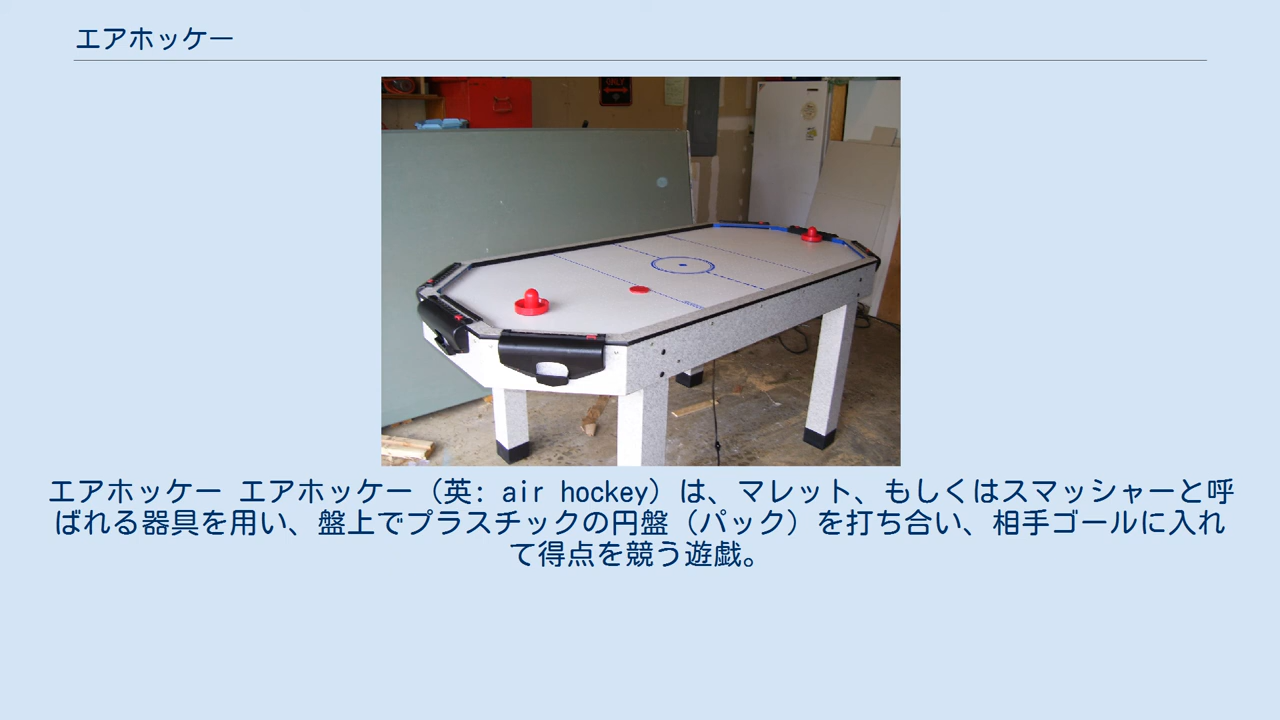 エアホッケー
エアホッケー エアホッケー（英: air hockey）は、マレット、もしくはスマッシャーと呼
ばれる器具を用い、盤上でプラスチックの円盤（パック）を打ち合い、相手ゴールに入れ
て得点を競う遊戯。